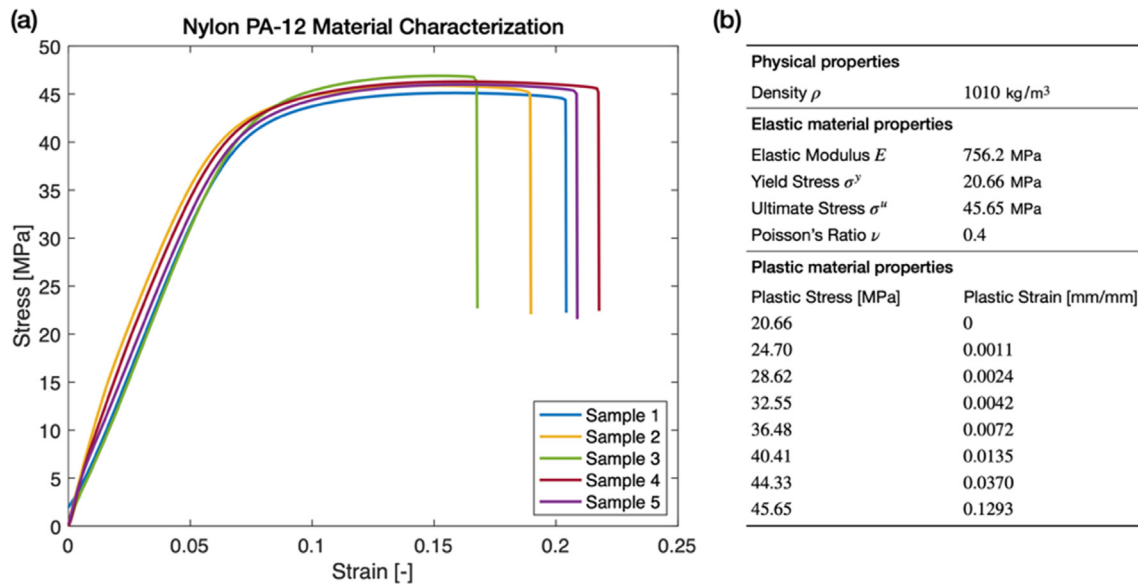 (a)
Nylon PA-12 Material Characterization
50
45
40
35
30
25
20
15
10
5
0
Stress [MPa]
0
0.05
0.1
0.15
0.2
0.25
Strain [-]
Sample 1
Sample 2
Sample 3
Sample 4
Sample 5
(b)
Physical properties
Density ρ 1010 kg/m³
Elastic material properties
Elastic Modulus E 756.2 MPa
Yield Stress σʸ 20.66 MPa
Ultimate Stress σᵘ 45.65 MPa
Poisson's Ratio ν 0.4
Plastic material properties
Plastic Stress [MPa] Plastic Strain [mm/mm]
20.66 0
24.70 0.0011
28.62 0.0024
32.55 0.0042
36.48 0.0072
40.41 0.0135
44.33 0.0370
45.65 0.1293